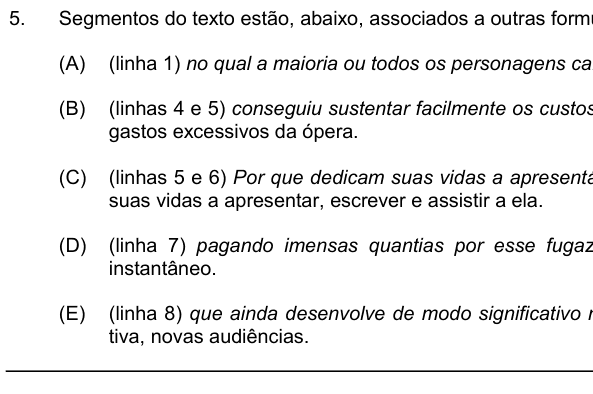 5. Segmentos do texto estão, abaixo, associados a outras
(A) (linha 1) no qual a maioria ou todos os personagens
(B) (linhas 4 e 5) conseguiu sustentar facilmente os custos
gastos excessivos da ópera.
(C) (linhas 5 e 6) Por que dedicam suas vidas a
suas vidas a apresentar, escrever e assistir a ela.
(D) (linha 7) pagando imensas quantias por esse fugaz
instantâneo.
(E) (linha 8) que ainda desenvolve de modo significativo
tiva, novas audiências.